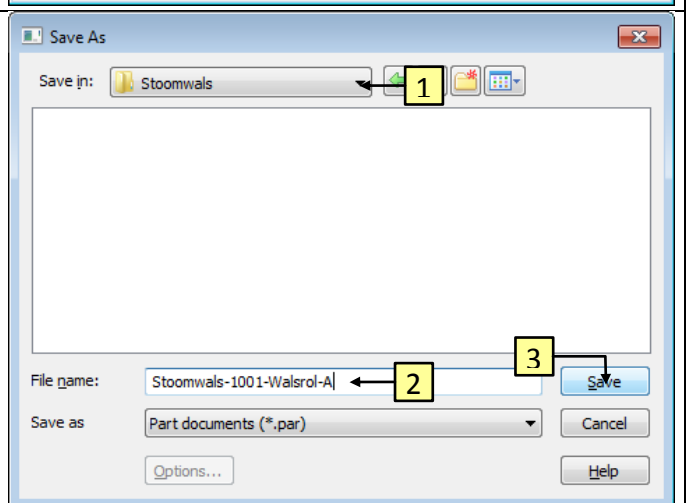 Save As
Save in: Stoomwals
1
3
File name: Stoomwals-1001-Walsrol-A 2 Save
Save as Part documents (*.par) Cancel
Options... Help